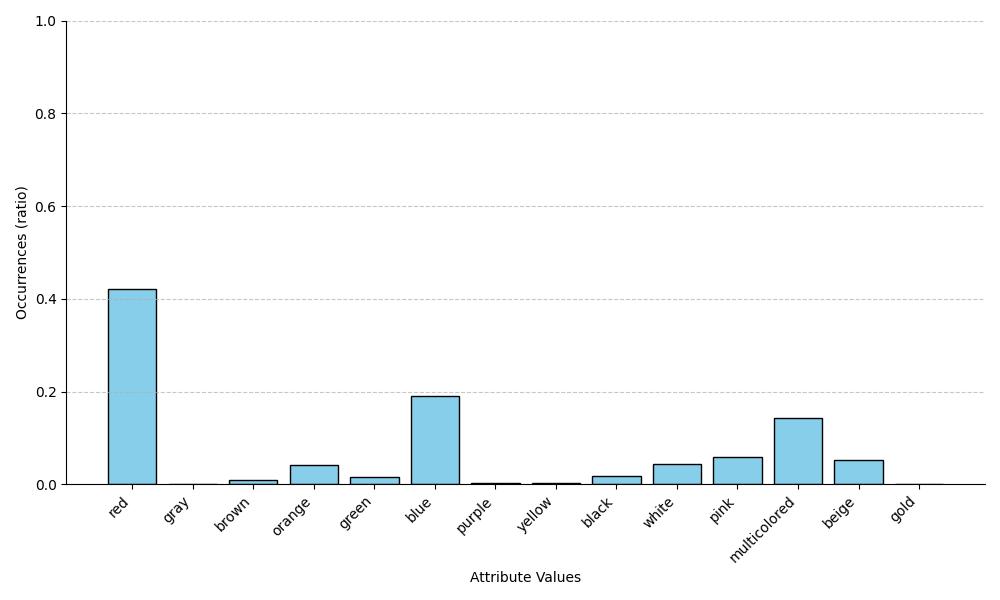 1.0
0.8
0.6
0.4
0.2
0.0
Occurrences (ratio)
red
gray
brown
orange
green
blue
purple
yellow
black
white
pink
multicolored
beige
gold
Attribute Values